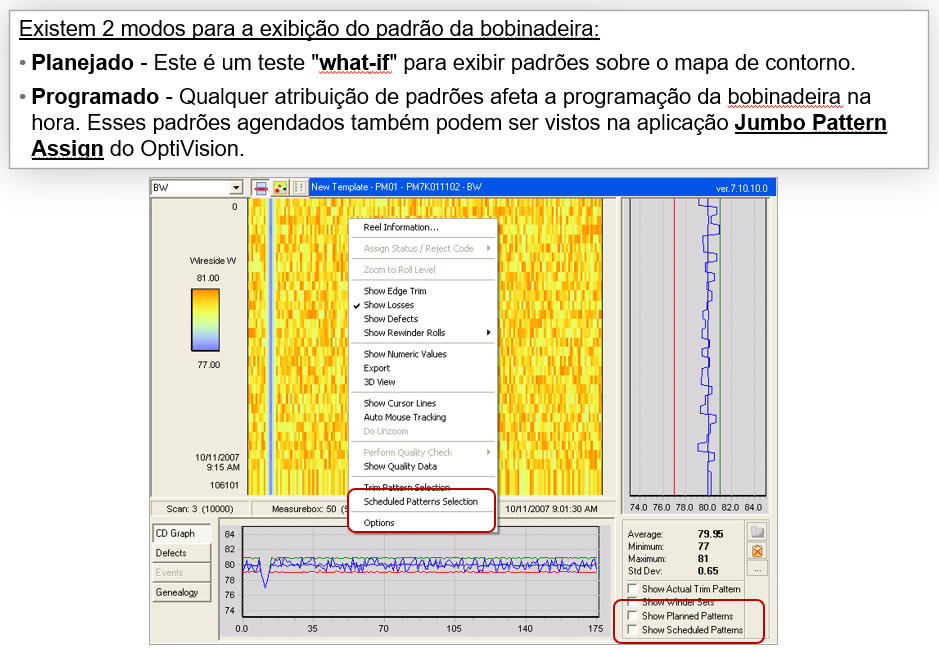 Existem 2 modos para a exibição do padrão da bobinadeira:
• Planejado - Este é um teste "what-if" para exibir padrões sobre o mapa de contorno.
• Programado - Qualquer atribuição de padrões afeta a programação da bobinadeira na
hora. Esses padrões agendados também podem ser vistos na aplicação Jumbo Pattern
Assign do OptiVision.
BW
New Template - PM01 - PM7K011102 - BW
ver.7.10.10.0
0
Wireside W
81.00
77.00
10/11/2007
9:15 AM
106101
Reel Information...
Assign Status / Reject Code
Zoom to Roll Level
Show Edge Trim
Show Losses
Show Defects
Show Rewinder Rolls
Show Numeric Values
Export
3D View
Show Cursor Lines
Auto Mouse Tracking
Do Unzoom
Perform Quality Check
Show Quality Data
Trim Pattern Selection
Scheduled Patterns Selection
Options
74.0 76.0 78.0 80.0 82.0 84.0
Scan: 3 (10000)
Measurebox: 50 (5
10/11/2007 9:01:30 AM
CD Graph
Defects
Events
Genealogy
84
82
80
78
76
74
0.0 35 70 105 140 175
Average: 79.95
Minimum: 77
Maximum: 81
Std Dev: 0.65
...
Show Actual Trim Pattern
Show Winder Sets
Show Planned Patterns
Show Scheduled Patterns